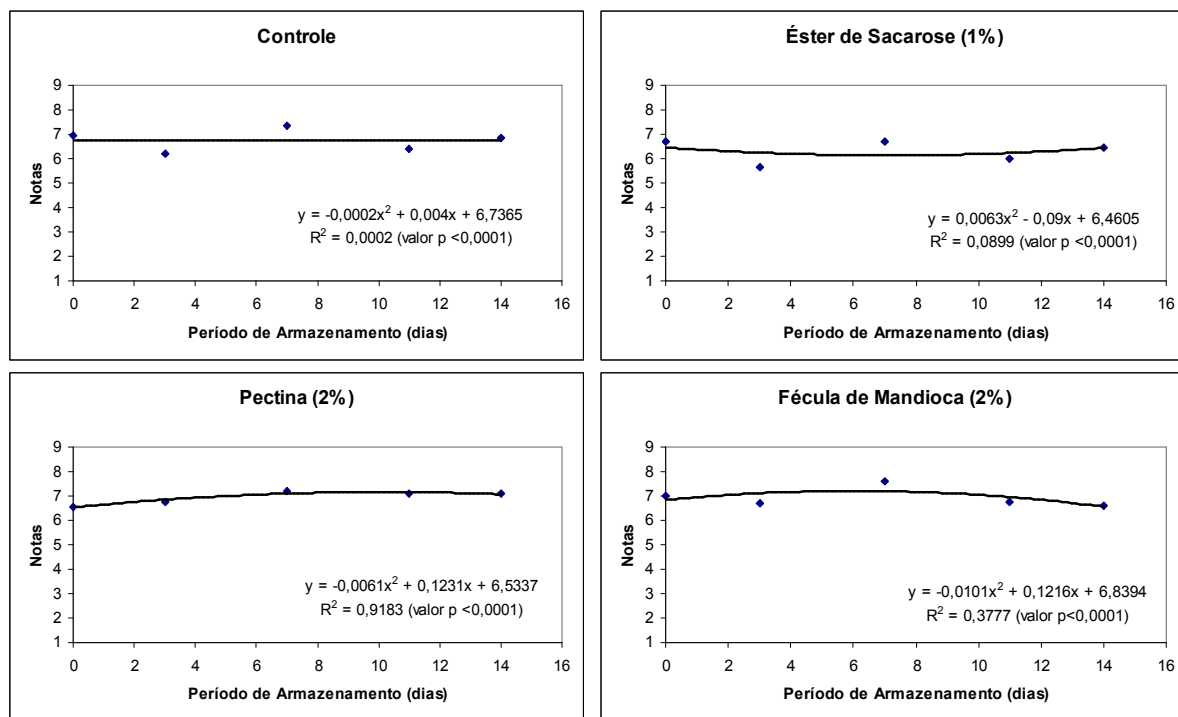 Controle
9
8
7
6
5
4
3
2
1
Notas
y = -0,0002x² + 0,004x + 6,7365
R² = 0,0002 (valor p <0,0001)
0 2 4 6 8 10 12 14 16
Período de Armazenamento (dias)
Éster de Sacarose (1%)
9
8
7
6
5
4
3
2
1
Notas
y = 0,0063x² - 0,09x + 6,4605
R² = 0,0899 (valor p <0,0001)
0 2 4 6 8 10 12 14 16
Período de Armazenamento (dias)
Pectina (2%)
9
8
7
6
5
4
3
2
1
Notas
y = -0,0061x² + 0,1231x + 6,5337
R² = 0,9183 (valor p <0,0001)
0 2 4 6 8 10 12 14 16
Período de Armazenamento (dias)
Fécula de Mandioca (2%)
9
8
7
6
5
4
3
2
1
Notas
y = -0,0101x² + 0,1216x + 6,8394
R² = 0,3777 (valor p<0,0001)
0 2 4 6 8 10 12 14 16
Período de Armazenamento (dias)